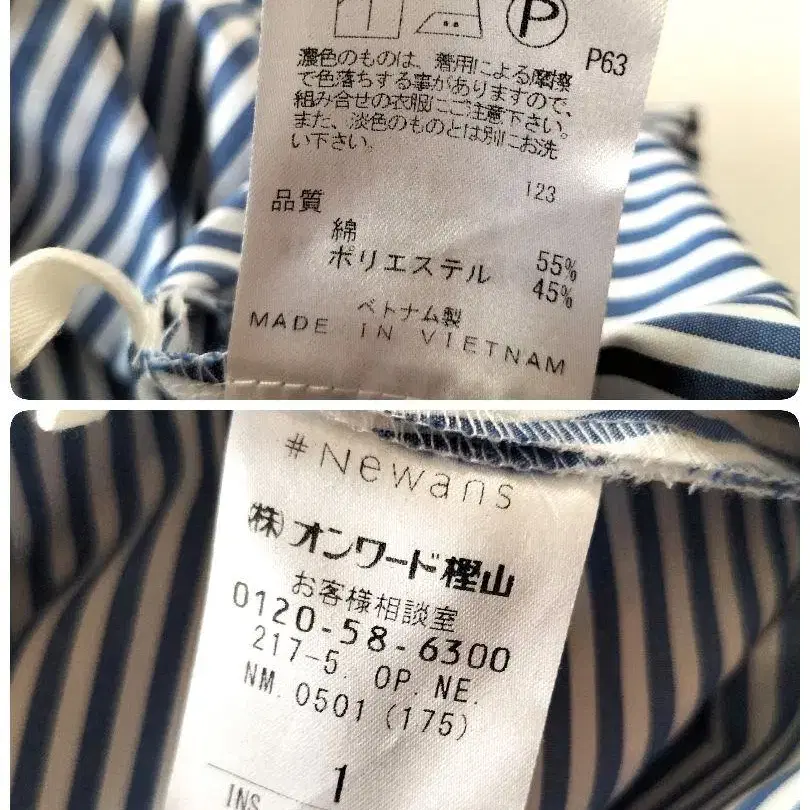 P
P63
濃色のものは、着用による摩擦
で色落ちする事がありますので、
組み合せの衣服にご注意下さい。
また、淡色のものとは別にお洗
い下さい。
123
品質
綿 55%
ポリエステル 45%
ベトナム製
MADE IN VIETNAM
#Newans
(株)オンワード樫山
お客様相談室
0120-58-6300
217-5. OP. NE.
NM. 0501 (175)
1
INS